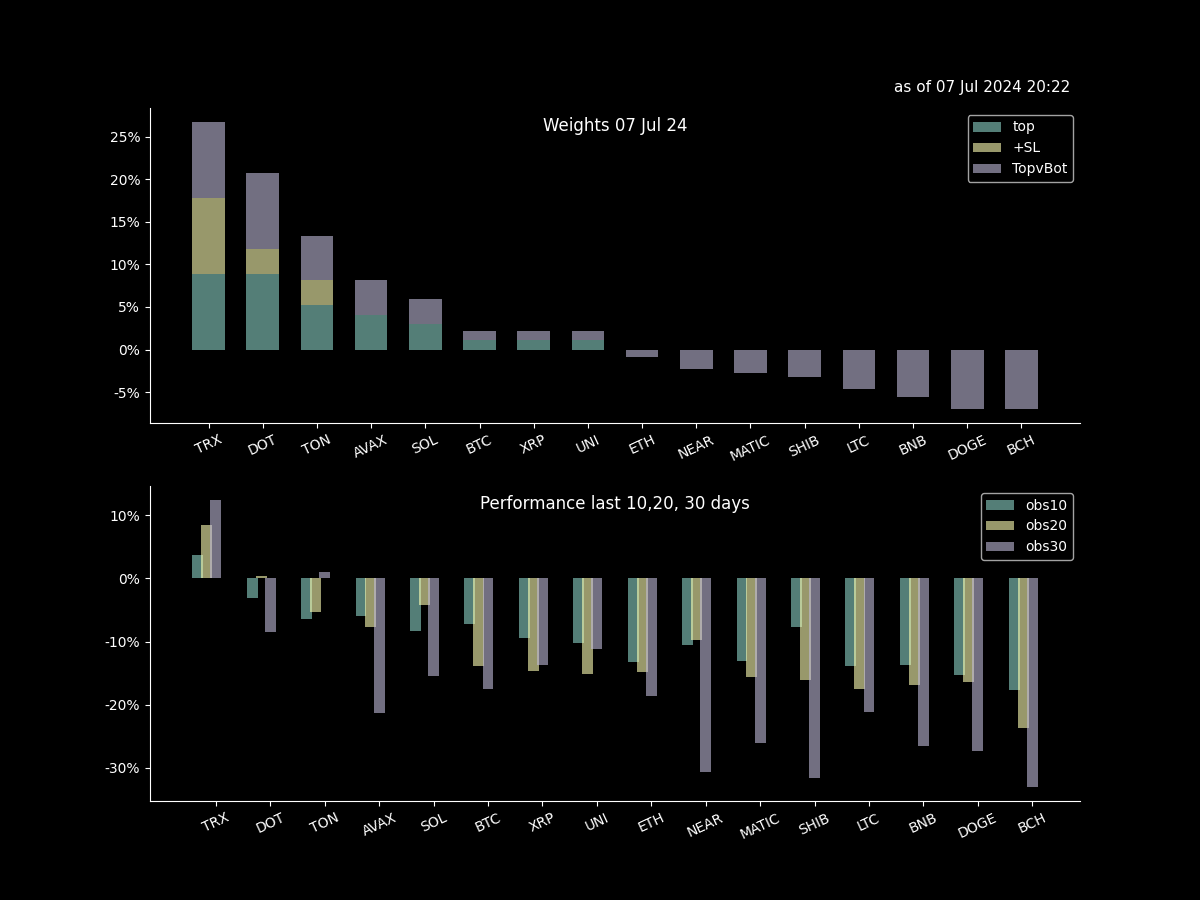 as of 07 Jul 2024 20:22
Weights 07 Jul 24
top
+SL
TopvBot
25%
20%
15%
10%
5%
0%
-5%
TRX DOT TON AVAX SOL BTC XRP UNI ETH NEAR MATIC SHIB LTC BNB DOGE BCH
Performance last 10,20, 30 days
obs10
obs20
obs30
10%
0%
-10%
-20%
-30%
TRX DOT TON AVAX SOL BTC XRP UNI ETH NEAR MATIC SHIB LTC BNB DOGE BCH